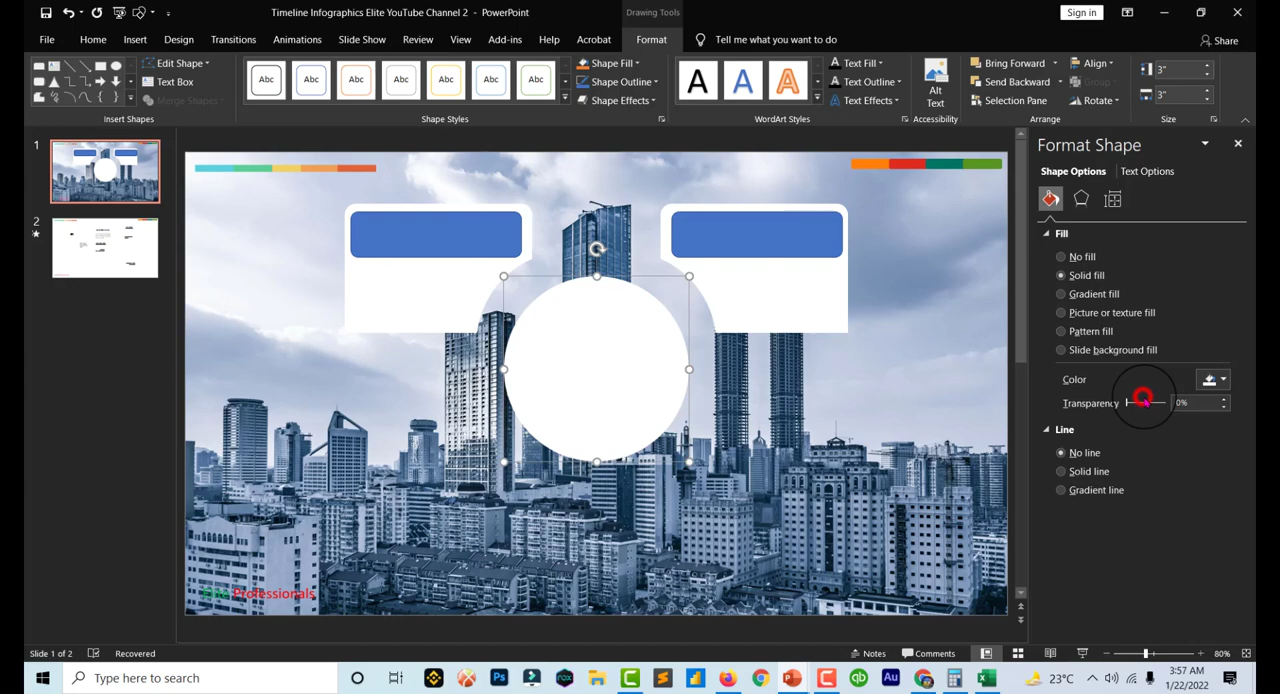 Timeline Infographics Elite YouTube Channel 2 - PowerPoint
Drawing Tools
Sign in
File Home Insert Design Transitions Animations Slide Show Review View Add-ins Help Acrobat Format Tell me what you want to do Share
Edit Shape
Text Box
Merge Shapes
Insert Shapes
Abc Abc Abc Abc Abc Abc Abc
Shape Fill
Shape Outline
Shape Effects
Shape Styles
A A A
Text Fill
Text Outline
Text Effects
WordArt Styles
Alt
Text
Accessibility
Bring Forward
Send Backward
Selection Pane
Align
Group
Rotate
Arrange
3"
3"
Size
1
2
Elite Professionals
Format Shape
Shape Options Text Options
Fill
No fill
Solid fill
Gradient fill
Picture or texture fill
Pattern fill
Slide background fill
Color
Transparency 0%
Line
No line
Solid line
Gradient line
Slide 1 of 2 Recovered Notes Comments 80%
Type here to search
23°C
3:57 AM
1/22/2022